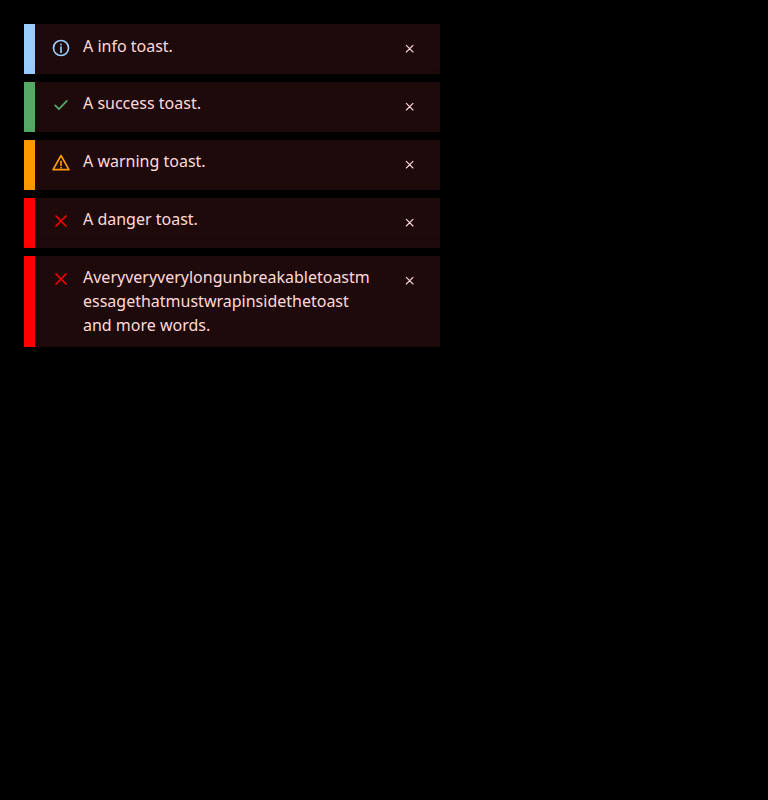 A info toast.
A success toast.
A warning toast.
A danger toast.
Averyveryverylongunbreakabletoastm
essagethatmustwrapinsidethetoast
and more words.